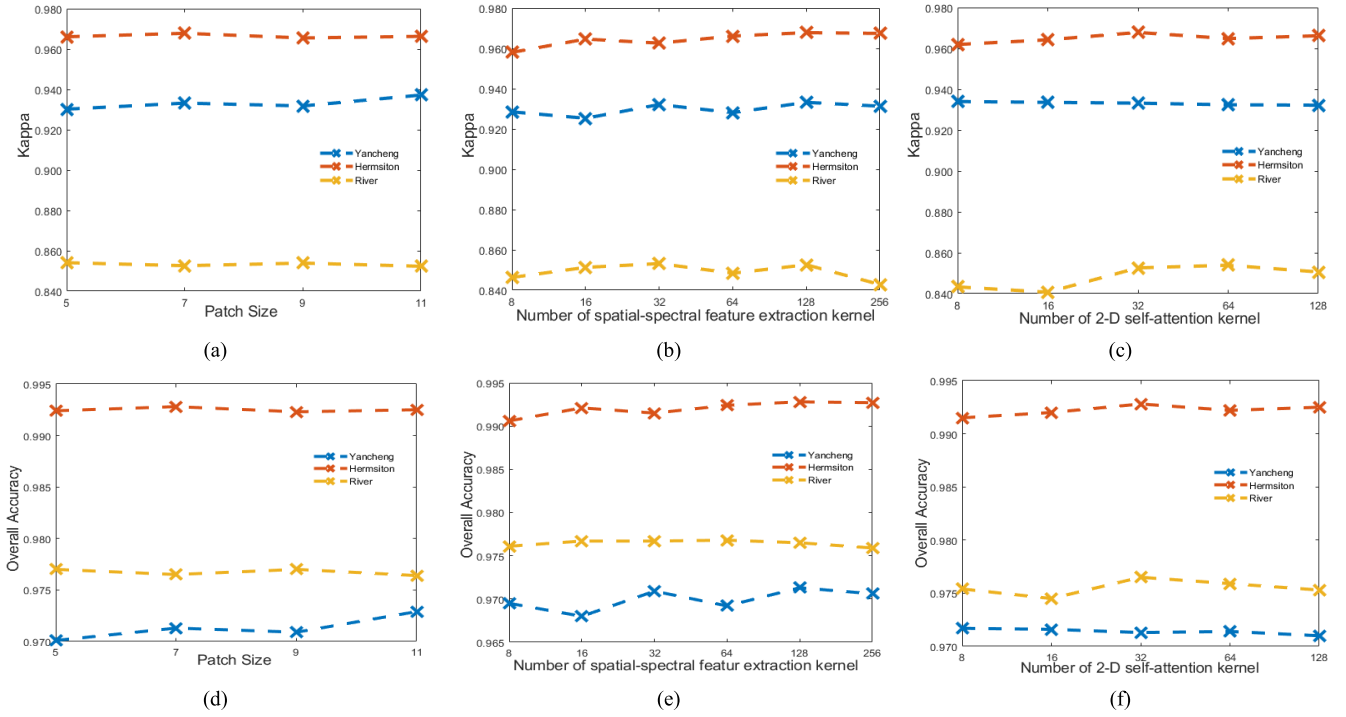 0.980
0.960
0.940
0.920
0.900
0.880
0.860
0.840
Kappa
Yancheng
Hermsiton
River
5 7 9 11
Patch Size
(a)
0.980
0.960
0.940
0.920
0.900
0.880
0.860
0.840
Kappa
Yancheng
Hermsiton
River
8 16 32 64 128 256
Number of spatial-spectral feature extraction kernel
(b)
0.980
0.960
0.940
0.920
0.900
0.880
0.860
0.840
Kappa
Yancheng
Hermsiton
River
8 16 32 64 128
Number of 2-D self-attention kernel
(c)
0.995
0.990
0.985
0.980
0.975
0.970
Overall Accuracy
Yancheng
Hermsiton
River
5 7 9 11
Patch Size
(d)
0.995
0.990
0.985
0.980
0.975
0.970
0.965
Overall Accuracy
Yancheng
Hermsiton
River
8 16 32 64 128 256
Number of spatial-spectral featur extraction kernel
(e)
0.995
0.990
0.985
0.980
0.975
0.970
Overall Accuracy
Yancheng
Hermsiton
River
8 16 32 64 128
Number of 2-D self-attention kernel
(f)